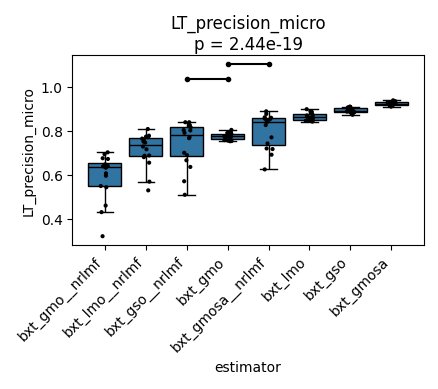 LT_precision_micro
p = 2.44e-19
LT_precision_micro
1.0
0.8
0.6
0.4
bxt_gmo__nrlmf
bxt_lmo__nrlmf
bxt_gso__nrlmf
bxt_gmo
bxt_gmosa__nrlmf
bxt_lmo
bxt_gso
bxt_gmosa
estimator